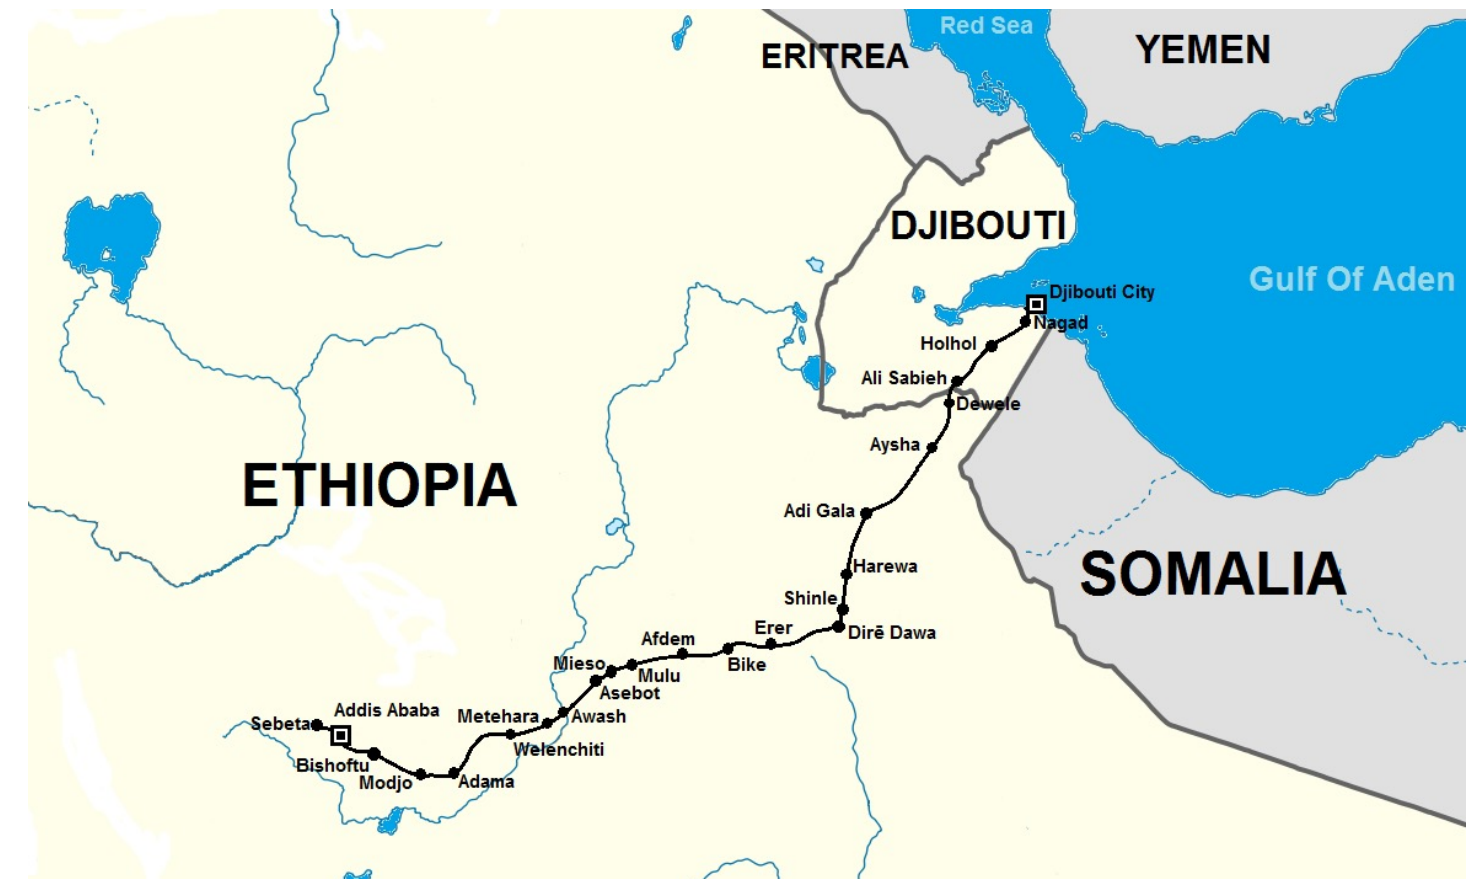 Red Sea
YEMEN
ERITREA
DJIBOUTI
Gulf Of Aden
Djibouti City
Nagad
Holhol
Ali Sabieh
Dewele
Aysha
ETHIOPIA
Adi Gala
Harewa
SOMALIA
Shinle
Dirē Dawa
Erer
Afdem
Bike
Mieso
Mulu
Asebot
Addis Ababa
Metehara
Awash
Sebeta
Welenchiti
Bishoftu
Modjo
Adama